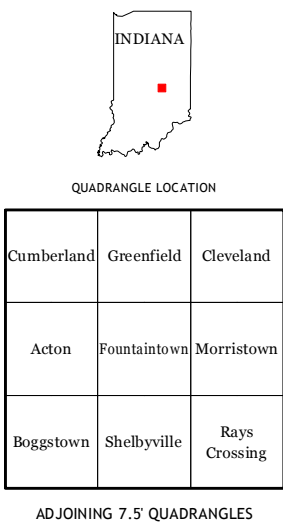 INDIANA
QUADRANGLE LOCATION
Cumberland Greenfield Cleveland
Acton Fountaintown Morristown
Boggstown Shelbyville Rays
Crossing
ADJOINING 7.5' QUADRANGLES